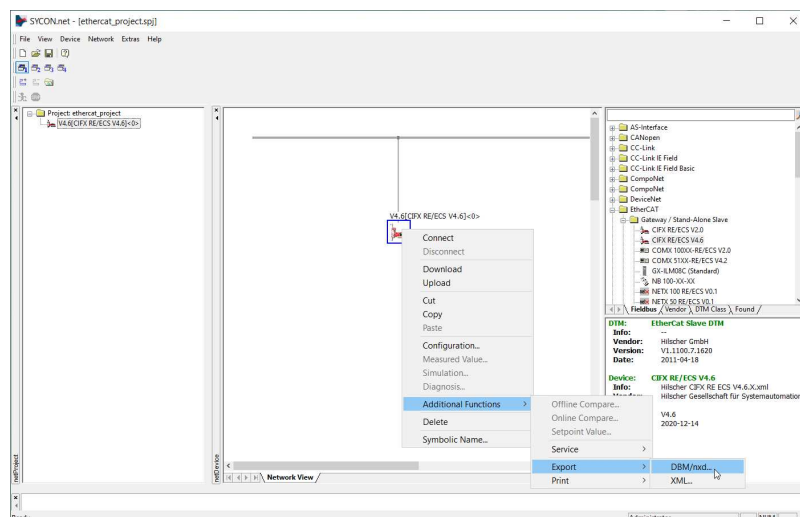 SYCON.net - [ethercat_project.spj]
File View Device Network Extras Help
Project: ethercat_project
V4.6[CIFX RE/ECS V4.6]<0>
netProject
V4.6[CIFX RE/ECS V4.6]<0>
Connect
Disconnect
Download
Upload
Cut
Copy
Paste
Configuration...
Measured Value...
Simulation...
Diagnosis...
Additional Functions
Delete
Symbolic Name...
Offline Compare...
Online Compare...
Setpoint Value...
Service
Export
Print
DBM/nxd...
XML...
netDevice
Network View
AS-Interface
CANopen
CC-Link
CC-Link IE Field
CC-Link IE Field Basic
CompoNet
CompoNet
DeviceNet
EtherCAT
Gateway / Stand-Alone Slave
CIFX RE/ECS V2.0
CIFX RE/ECS V4.6
COMX 100XX-RE/ECS V2.0
COMX 51XX-RE/ECS V4.2
GX-ILM08C (Standard)
NB 100-XX-XX
NETX 100 RE/ECS V0.1
NETX 50 RE/ECS V0.1
Fieldbus Vendor DTM Class Found
DTM: EtherCat Slave DTM
Info: --
Vendor: Hilscher GmbH
Version: V1.1100.7.1620
Date: 2011-04-18
Device: CIFX RE/ECS V4.6
Info: Hilscher CIFX RE ECS V4.6.X.xml
Hilscher Gesellschaft für Systemautomation
V4.6
2020-12-14